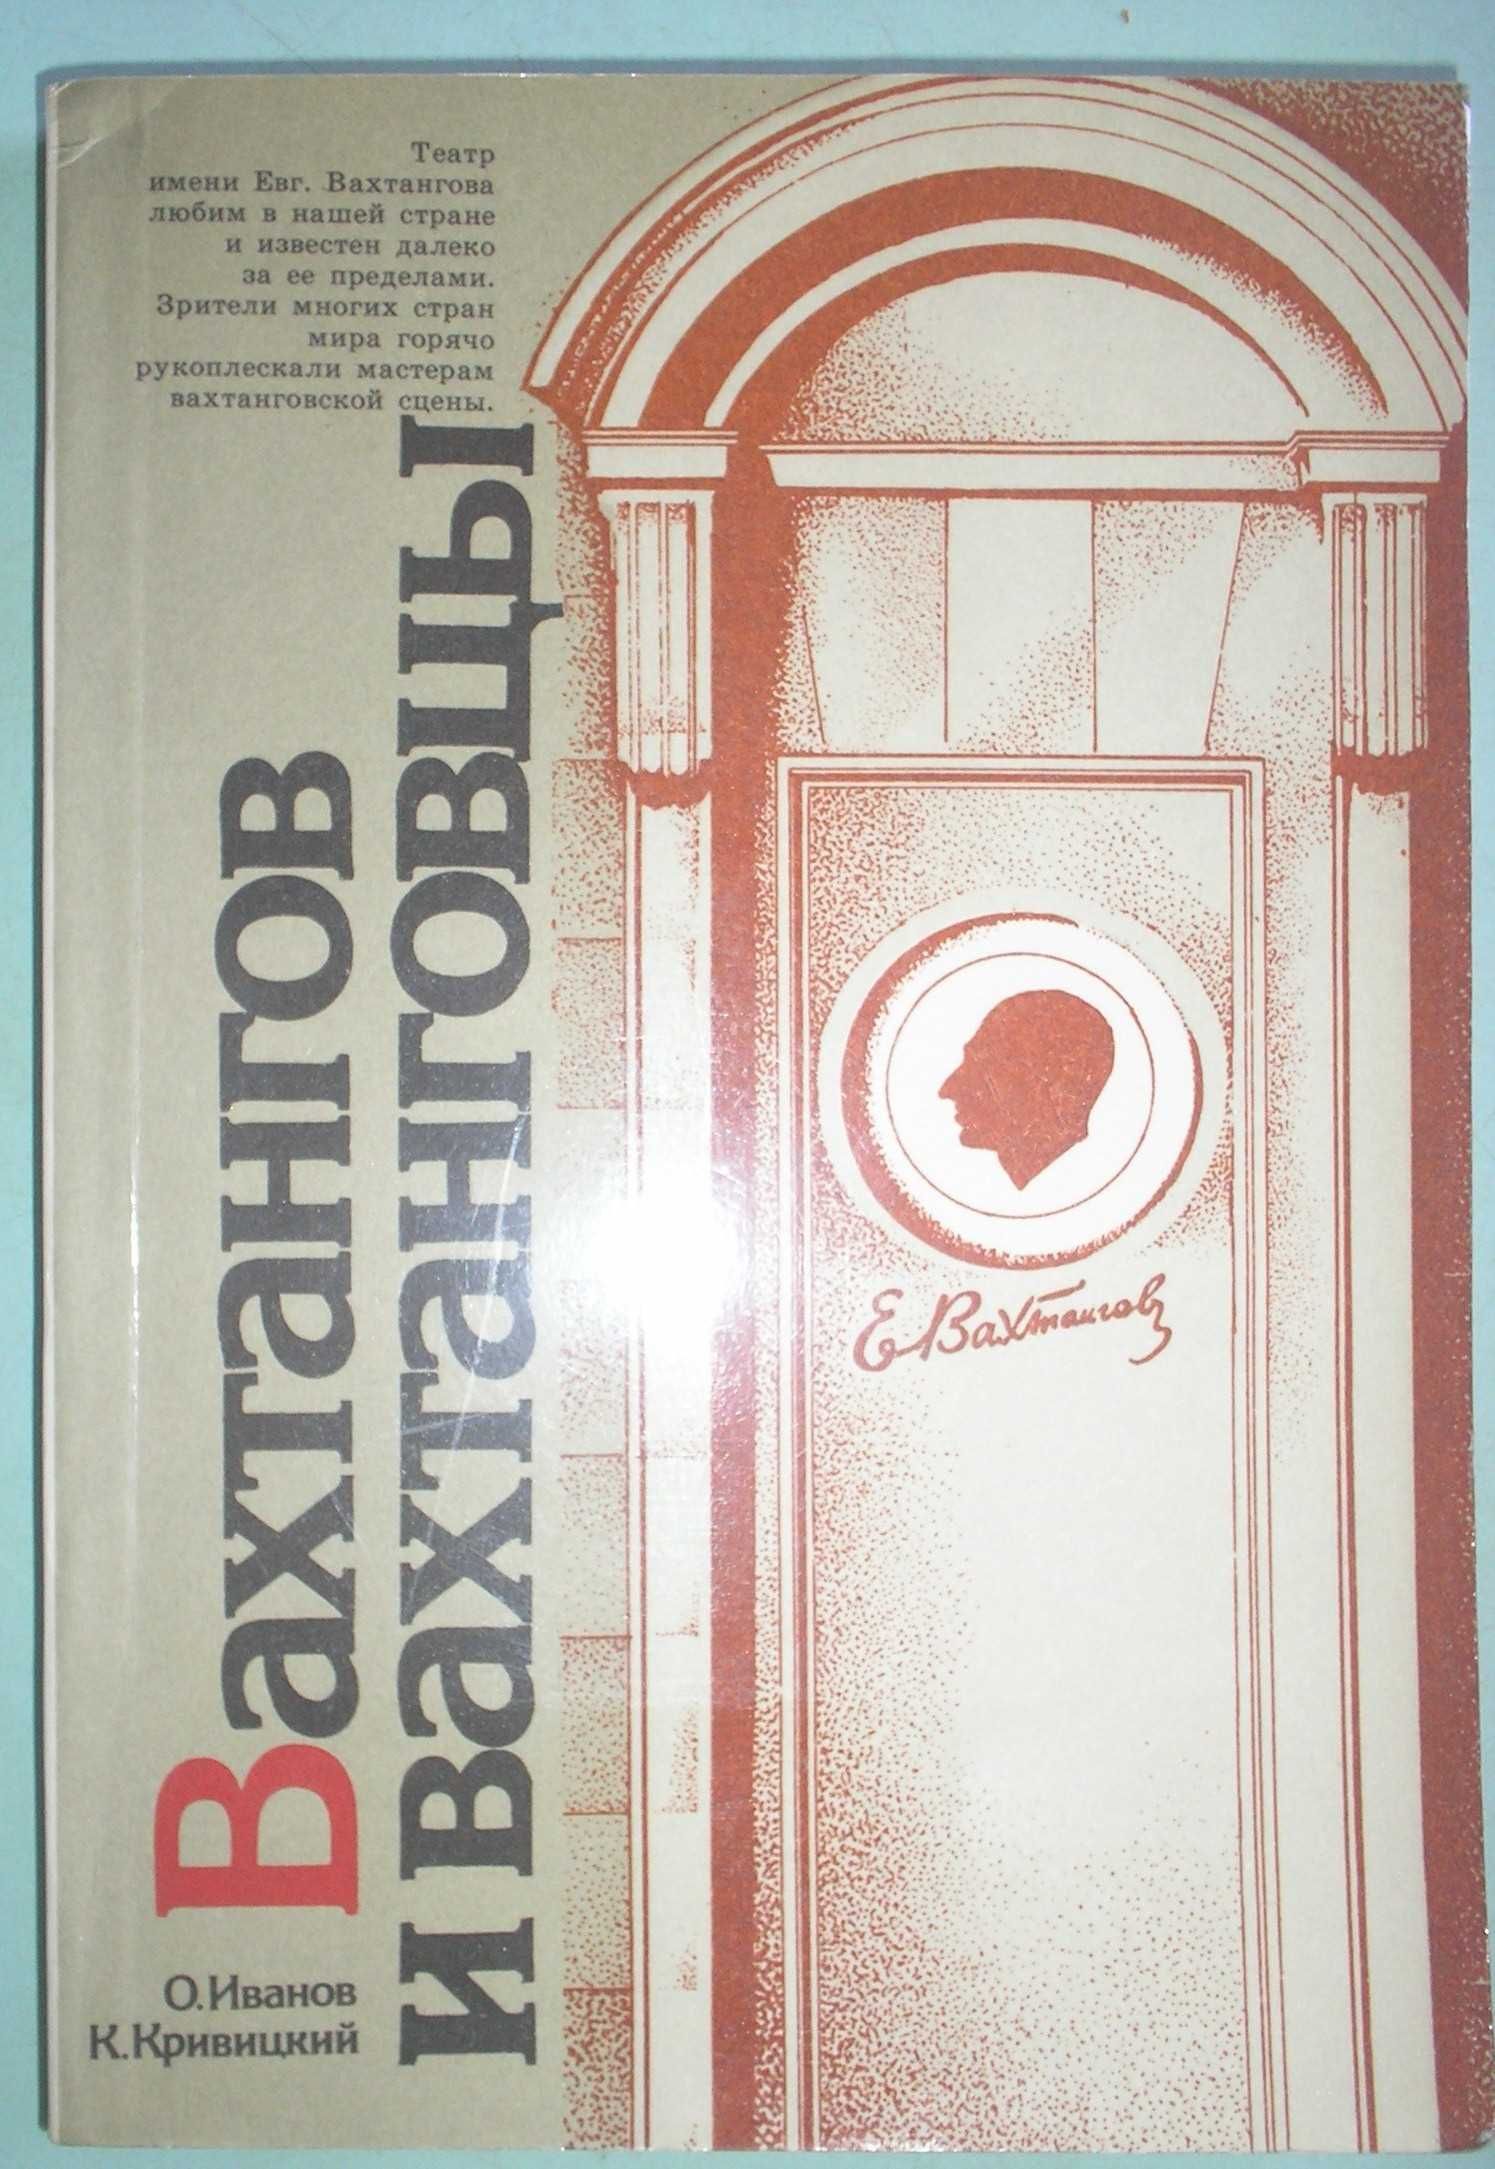 Театр
имени Евг. Вахтангова
любим в нашей стране
и известен далеко
за ее пределами.
Зрители многих стран
мира горячо
рукоплескали мастерам
вахтанговской сцены.
Вахтангов
и вахтанговцы
Е Вахтангов
О.Иванов
К.Кривицкий